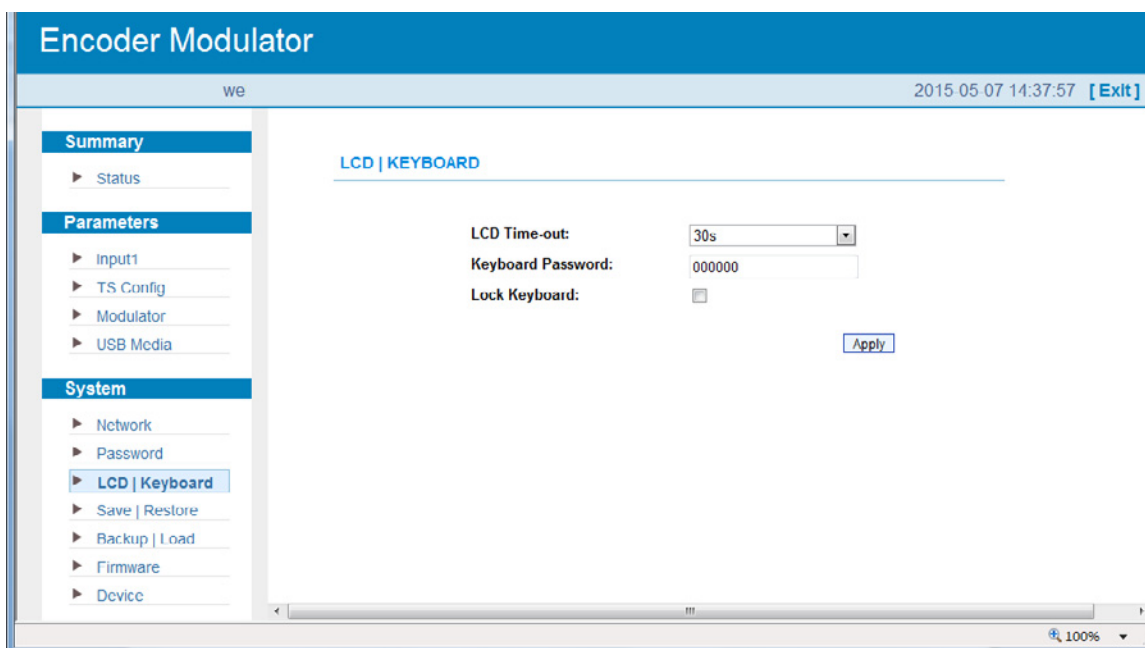 Encoder Modulator
we
2015-05-07 14:37:57 [ Exit ]
Summary
Status
Parameters
Input1
TS Config
Modulator
USB Media
System
Network
Password
LCD | Keyboard
Save | Restore
Backup | Load
Firmware
Device
LCD | KEYBOARD
LCD Time-out: 30s
Keyboard Password: 000000
Lock Keyboard:
Apply
100%